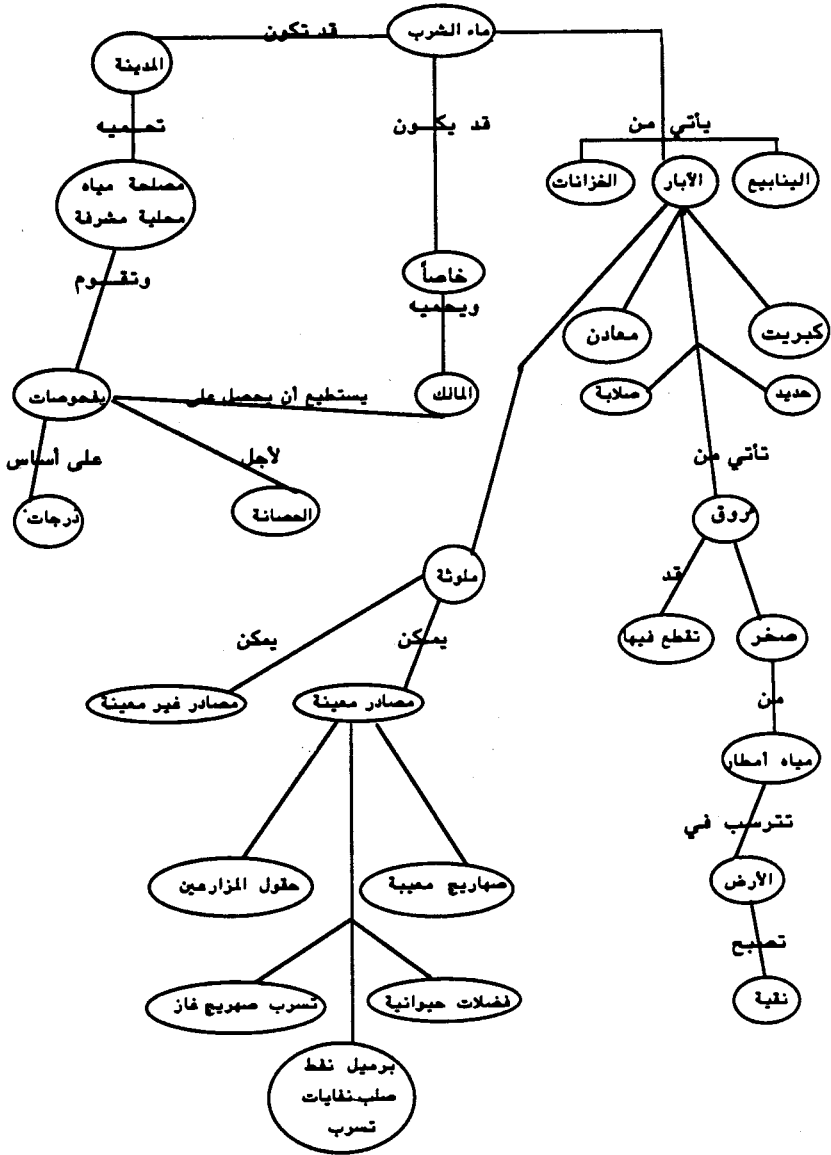 ماء الشرب
قد تكون
المدينة
تحميه
مصلحة مياه
محلية مشرفة
وتقوم
بفحوصات
على أساس
درجات
لأجل
الحصانة
قد يكون
خاصاً
ويحميه
المالك
يستطيع أن يحصل على
يأتي من
الينابيع
الآبار
الخزانات
كبريت
معادن
حديد
صلابة
تأتي من
عروق
قد
تقطع فيها
صخر
من
مياه أمطار
تترسب في
الأرض
تصبح
نقية
ملوثة
يمكن
يمكن
مصادر معينة
مصادر غير معينة
صهاريج معيبة
حقول المزارعين
فضلات حيوانية
تسرب صهريج غاز
برميل نفط
صلب.نفايات
تسرب